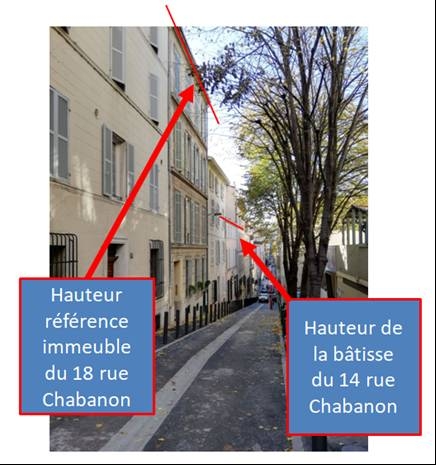 Hauteur
référence
immeuble
du 18 rue
Chabanon
Hauteur de
la bâtisse
du 14 rue
Chabanon